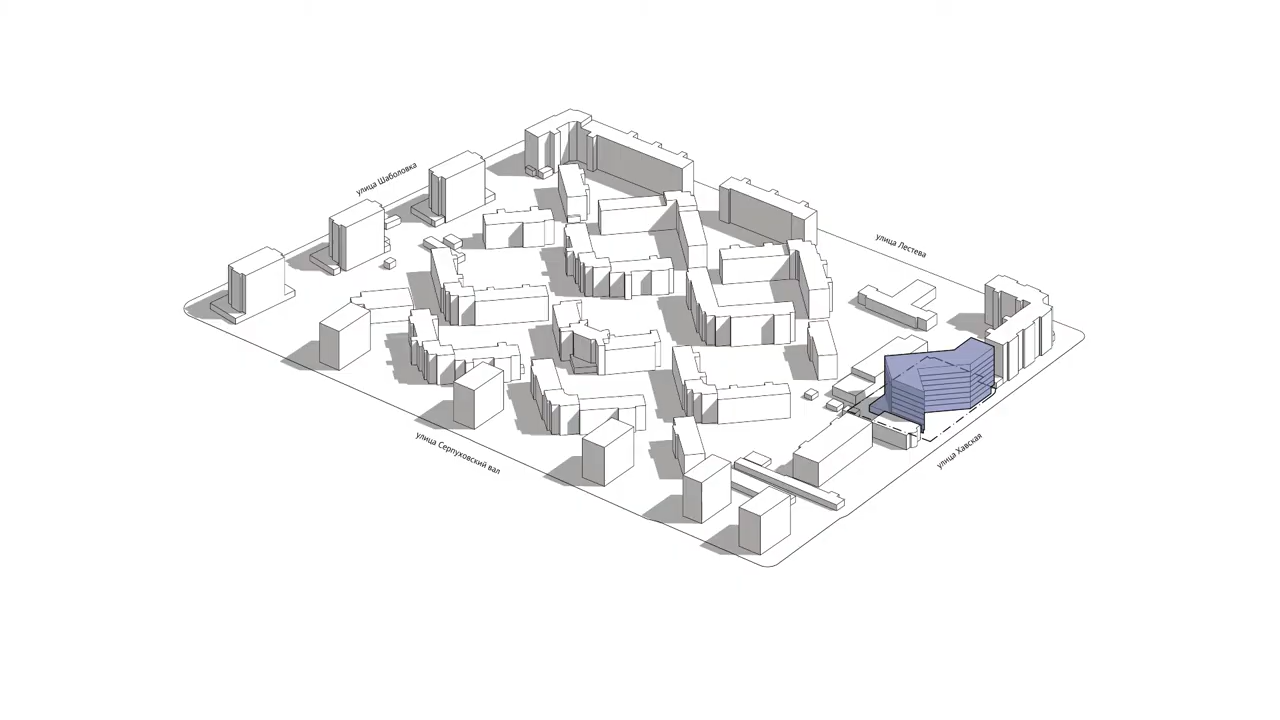 улица Шаболовка
улица Лестева
улица Серпуховский вал
улица Хавская